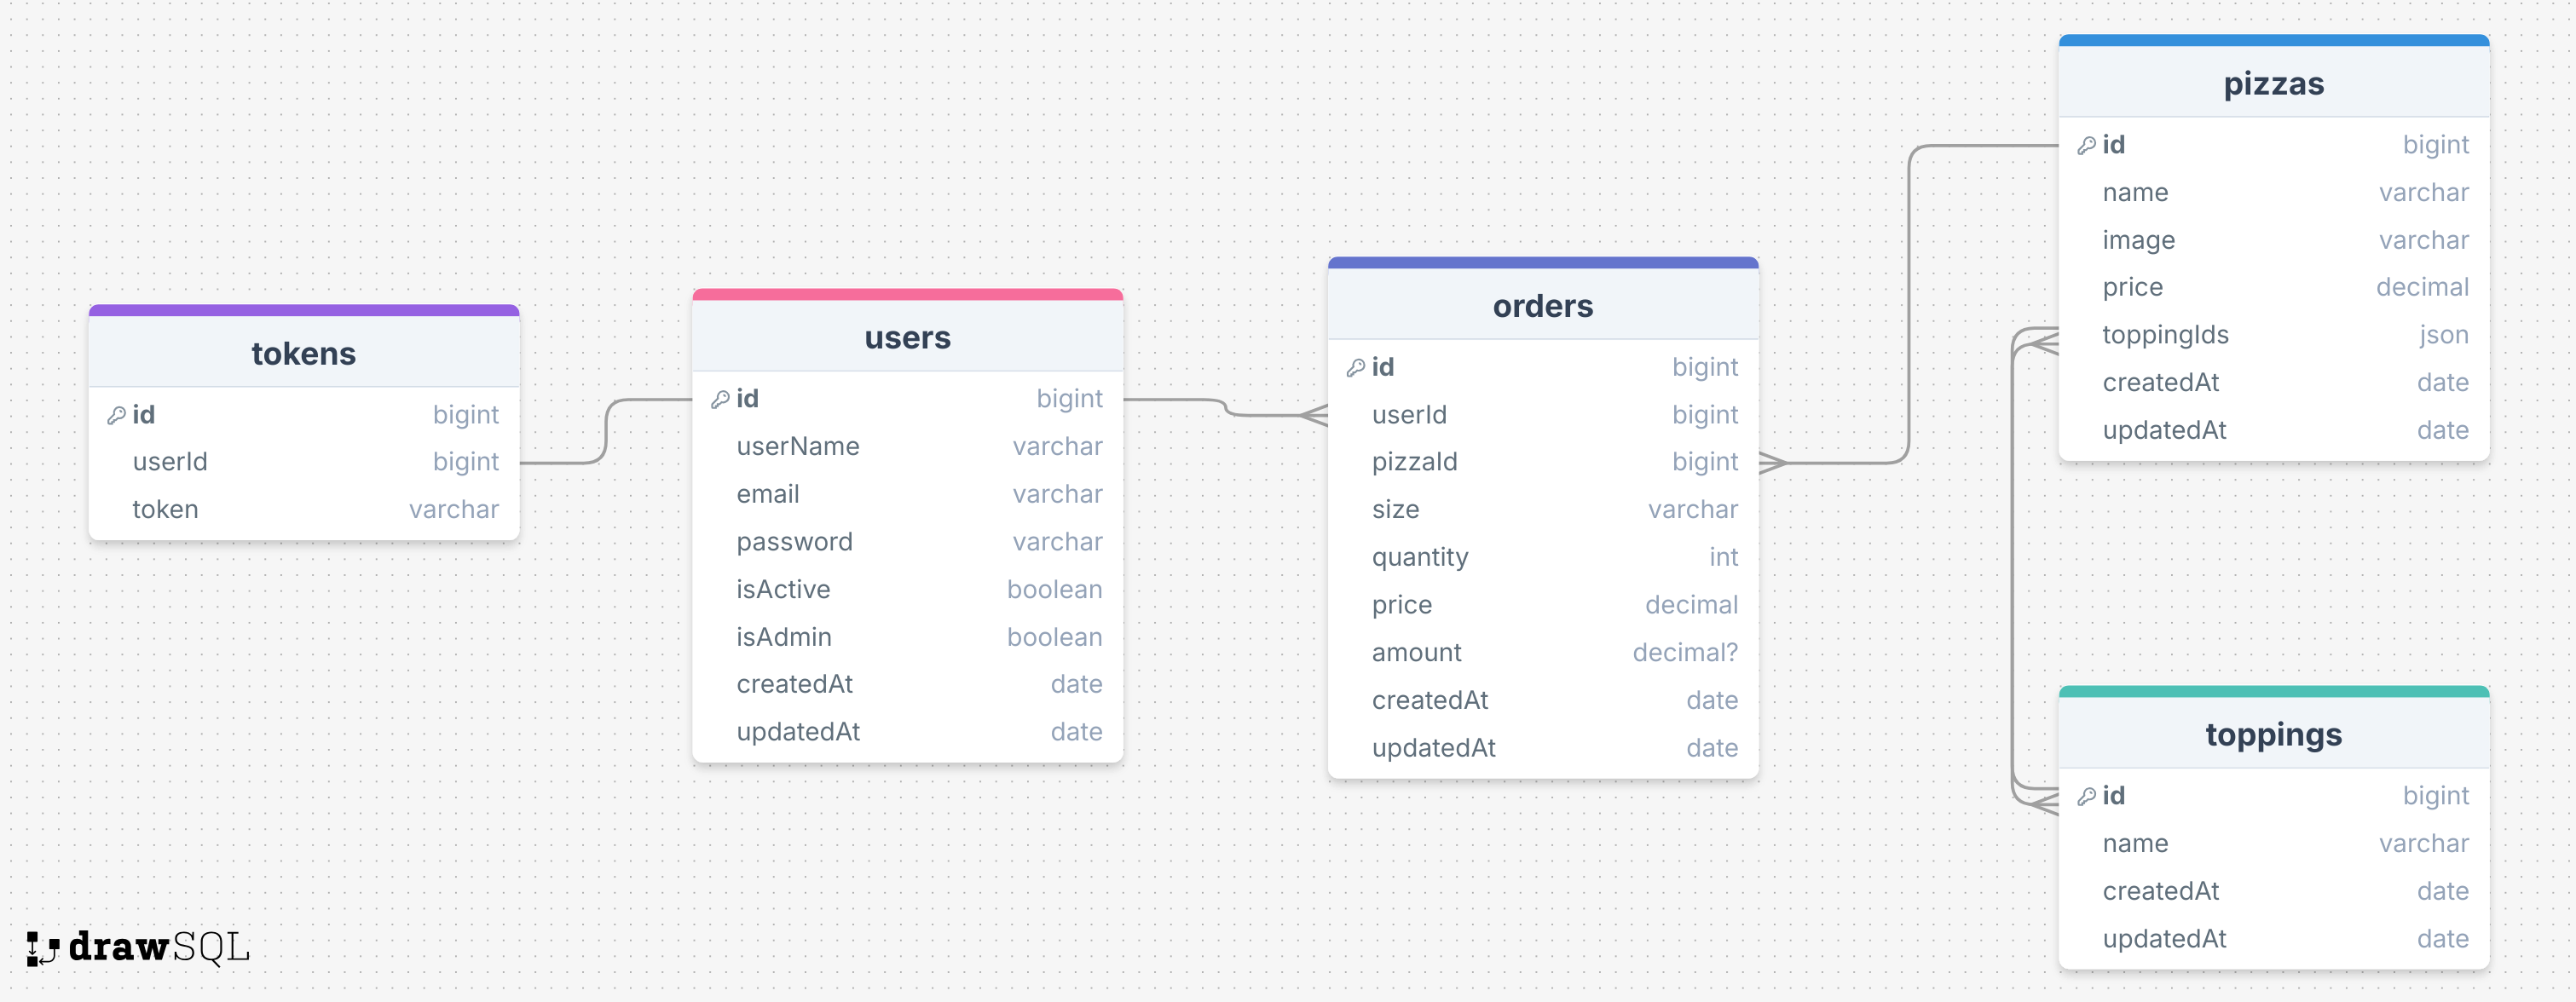 tokens
id bigint
userId bigint
token varchar
users
id bigint
userName varchar
email varchar
password varchar
isActive boolean
isAdmin boolean
createdAt date
updatedAt date
orders
id bigint
userId bigint
pizzaId bigint
size varchar
quantity int
price decimal
amount decimal?
createdAt date
updatedAt date
pizzas
id bigint
name varchar
image varchar
price decimal
toppingIds json
createdAt date
updatedAt date
toppings
id bigint
name varchar
createdAt date
updatedAt date
drawSQL